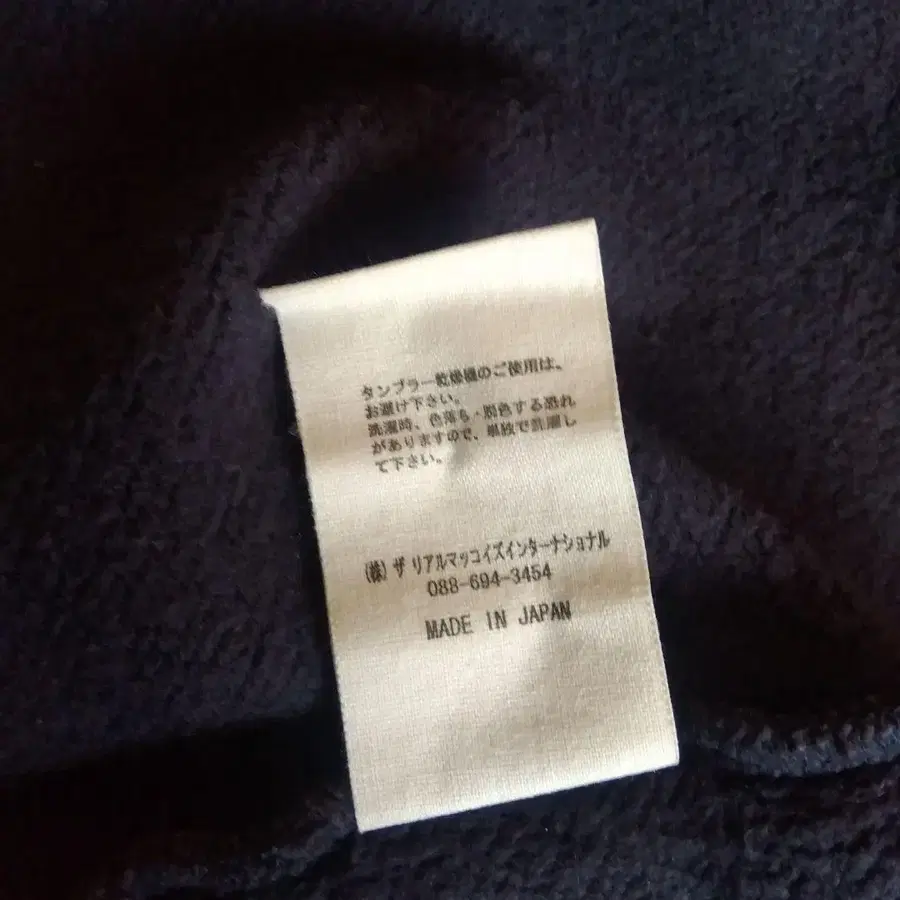 タンブラー乾燥機のご使用は、
お避け下さい。
洗濯時、色落ち・脱色する恐れ
がありますので、単独で洗濯し
て下さい。
(株) ザ リアルマッコイズインターナショナル
088-694-3454
MADE IN JAPAN